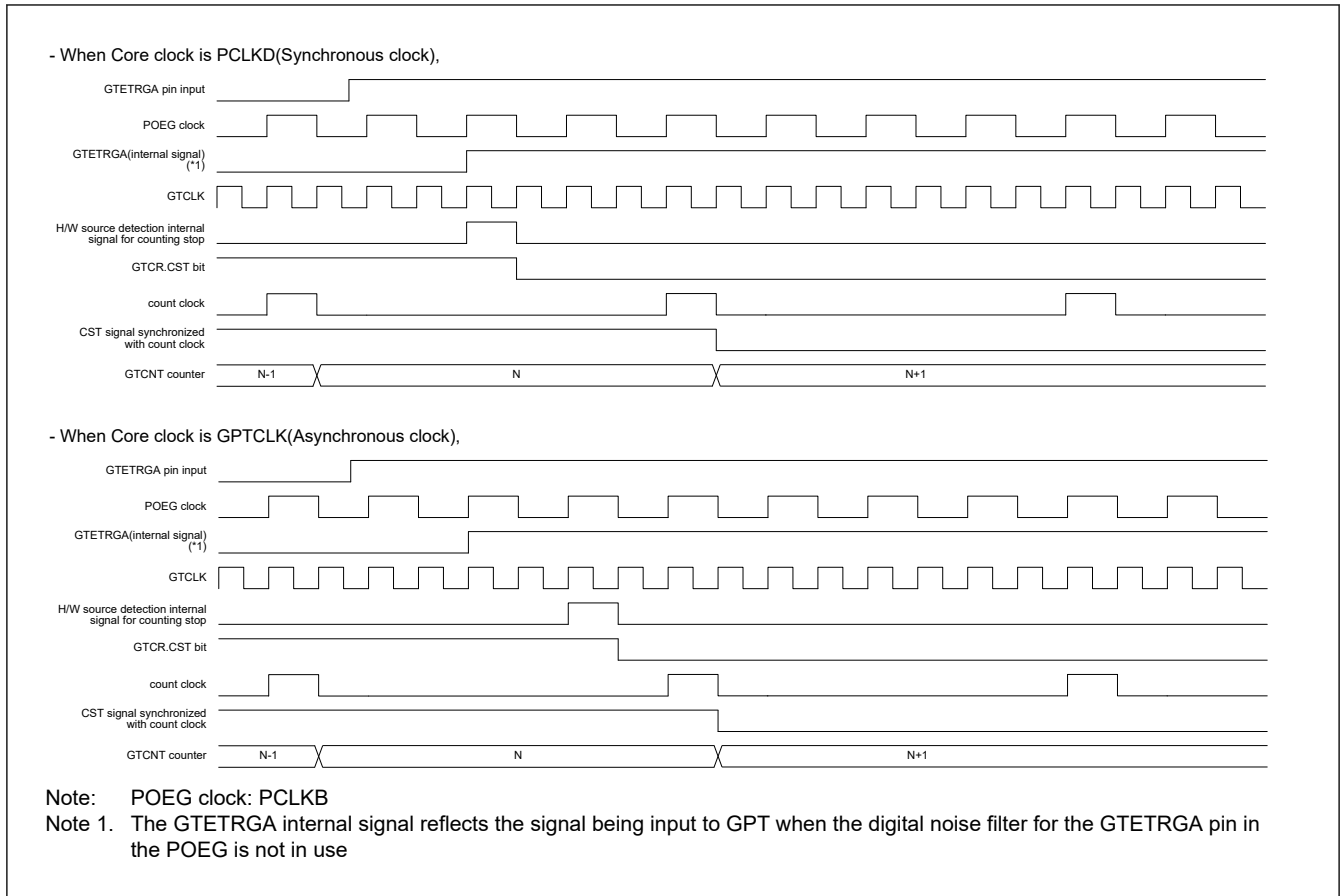 - When Core clock is PCLKD(Synchronous clock),
GTETRGA pin input
POEG clock
GTETRGA(internal signal)
(*1)
GTCLK
H/W source detection internal
signal for counting stop
GTCR.CST bit
count clock
CST signal synchronized
with count clock
GTCNT counter N-1 N N+1
- When Core clock is GPTCLK(Asynchronous clock),
GTETRGA pin input
POEG clock
GTETRGA(internal signal)
(*1)
GTCLK
H/W source detection internal
signal for counting stop
GTCR.CST bit
count clock
CST signal synchronized
with count clock
GTCNT counter N-1 N N+1
Note: POEG clock: PCLKB
Note 1. The GTETRGA internal signal reflects the signal being input to GPT when the digital noise filter for the GTETRGA pin in
the POEG is not in use